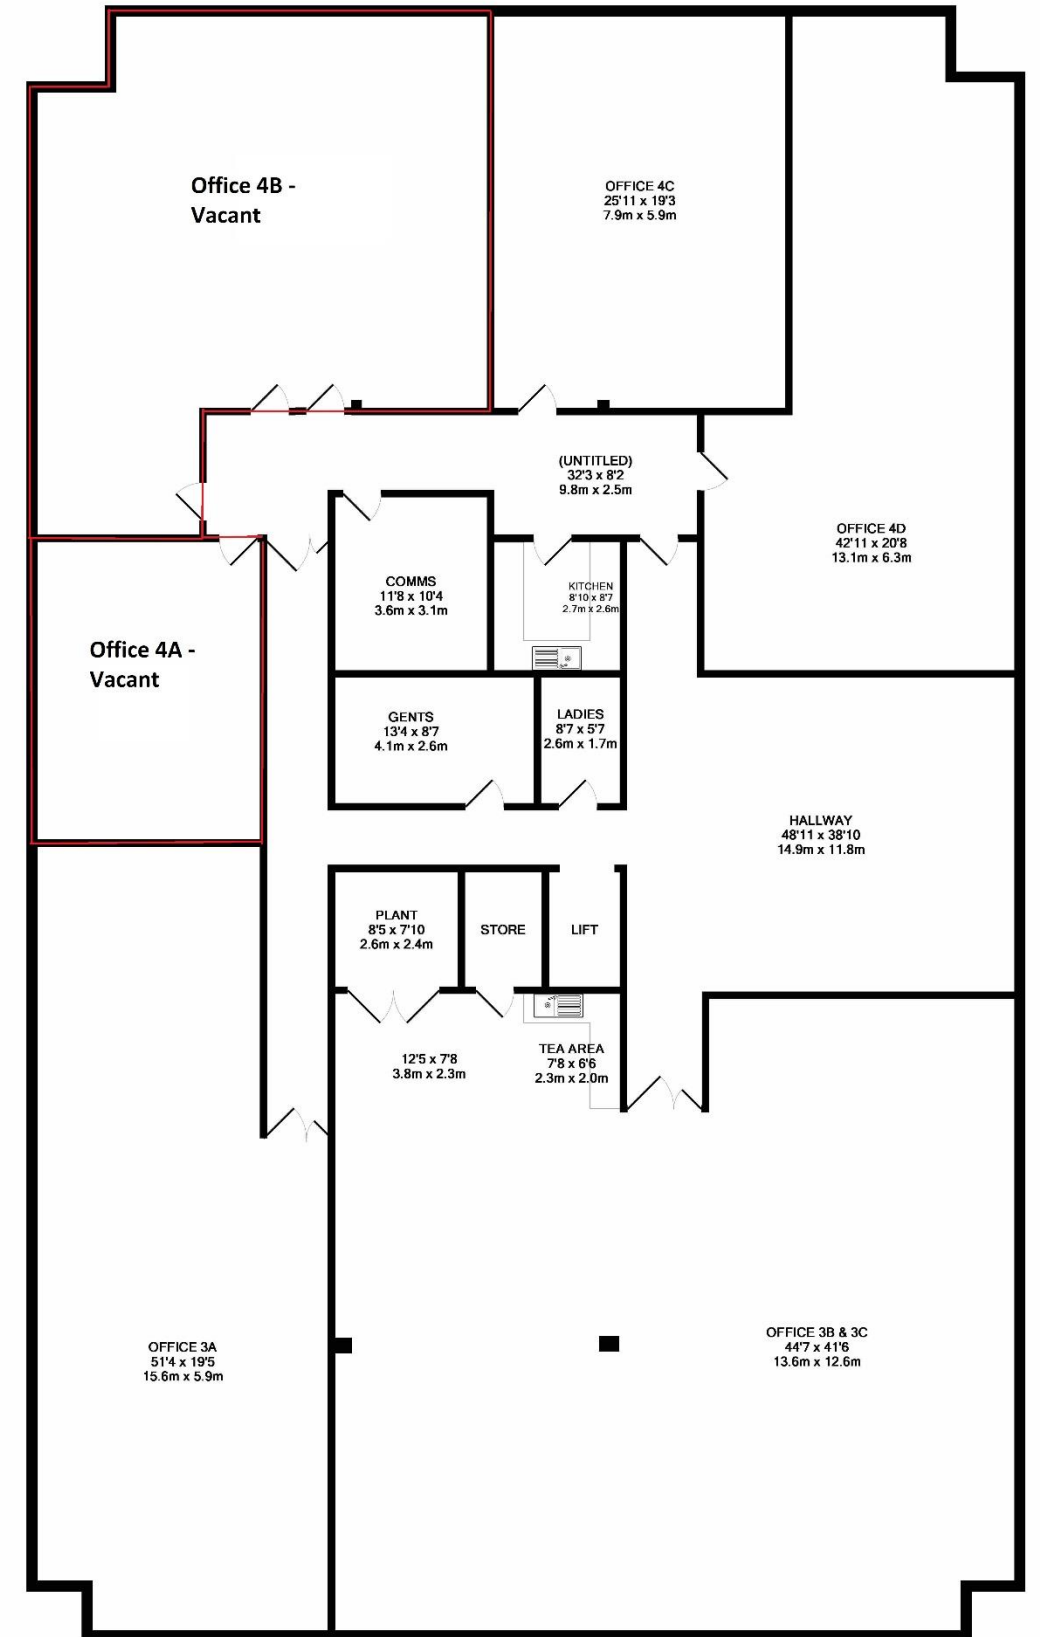 Office 4B -
Vacant
OFFICE 4C
25'11 x 19'3
7.9m x 5.9m
(UNTITLED)
32'3 x 8'2
9.8m x 2.5m
OFFICE 4D
42'11 x 20'8
13.1m x 6.3m
COMMS
11'8 x 10'4
3.6m x 3.1m
KITCHEN
8'10 x 8'7
2.7m x 2.6m
Office 4A -
Vacant
GENTS
13'4 x 8'7
4.1m x 2.6m
LADIES
8'7 x 5'7
2.6m x 1.7m
HALLWAY
48'11 x 38'10
14.9m x 11.8m
PLANT
8'5 x 7'10
2.6m x 2.4m
STORE
LIFT
12'5 x 7'8
3.8m x 2.3m
TEA AREA
7'8 x 6'6
2.3m x 2.0m
OFFICE 3A
51'4 x 19'5
15.6m x 5.9m
OFFICE 3B & 3C
44'7 x 41'6
13.6m x 12.6m